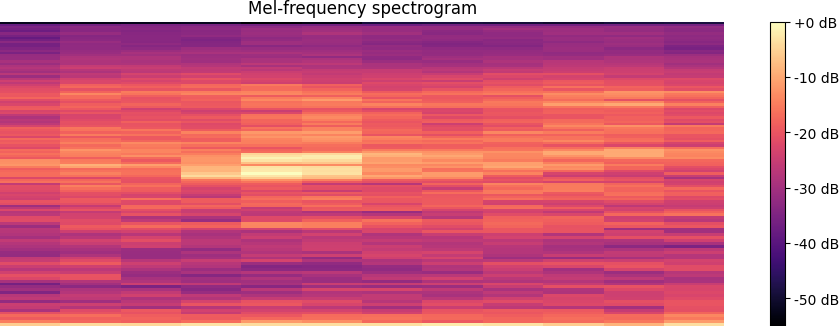 Mel-frequency spectrogram
+0 dB
-10 dB
-20 dB
-30 dB
-40 dB
-50 dB